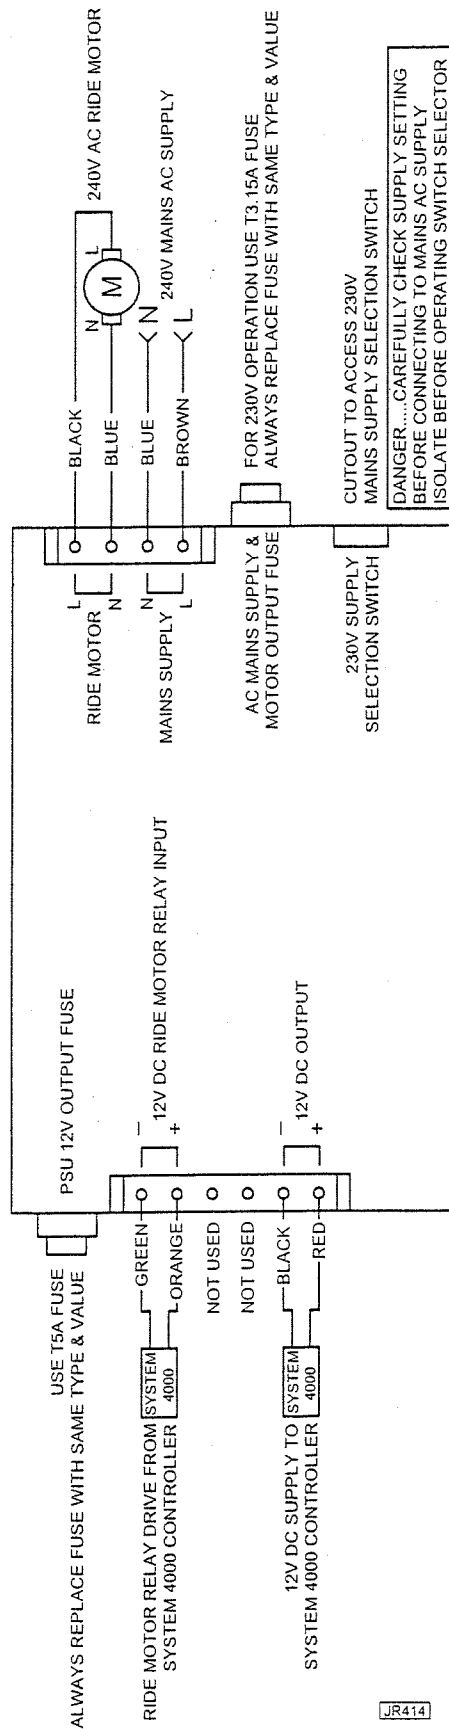 USE T5A FUSE
ALWAYS REPLACE FUSE WITH SAME TYPE & VALUE
PSU 12V OUTPUT FUSE
RIDE MOTOR RELAY DRIVE FROM
SYSTEM 4000 CONTROLLER
SYSTEM
4000
GREEN
ORANGE
NOT USED
NOT USED
BLACK
RED
−
+
12V DC RIDE MOTOR RELAY INPUT
12V DC SUPPLY TO
SYSTEM 4000 CONTROLLER
SYSTEM
4000
−
+
12V DC OUTPUT
RIDE MOTOR
L
N
MAINS SUPPLY
N
L
BLACK
BLUE
BLUE
BROWN
N
L
M
240V AC RIDE MOTOR
N
L
240V MAINS AC SUPPLY
AC MAINS SUPPLY &
MOTOR OUTPUT FUSE
FOR 230V OPERATION USE T3.15A FUSE
ALWAYS REPLACE FUSE WITH SAME TYPE & VALUE
230V SUPPLY
SELECTION SWITCH
CUTOUT TO ACCESS 230V
MAINS SUPPLY SELECTION SWITCH
DANGER.....CAREFULLY CHECK SUPPLY SETTING
BEFORE CONNECTING TO MAINS AC SUPPLY
ISOLATE BEFORE OPERATING SWITCH SELECTOR
JR414